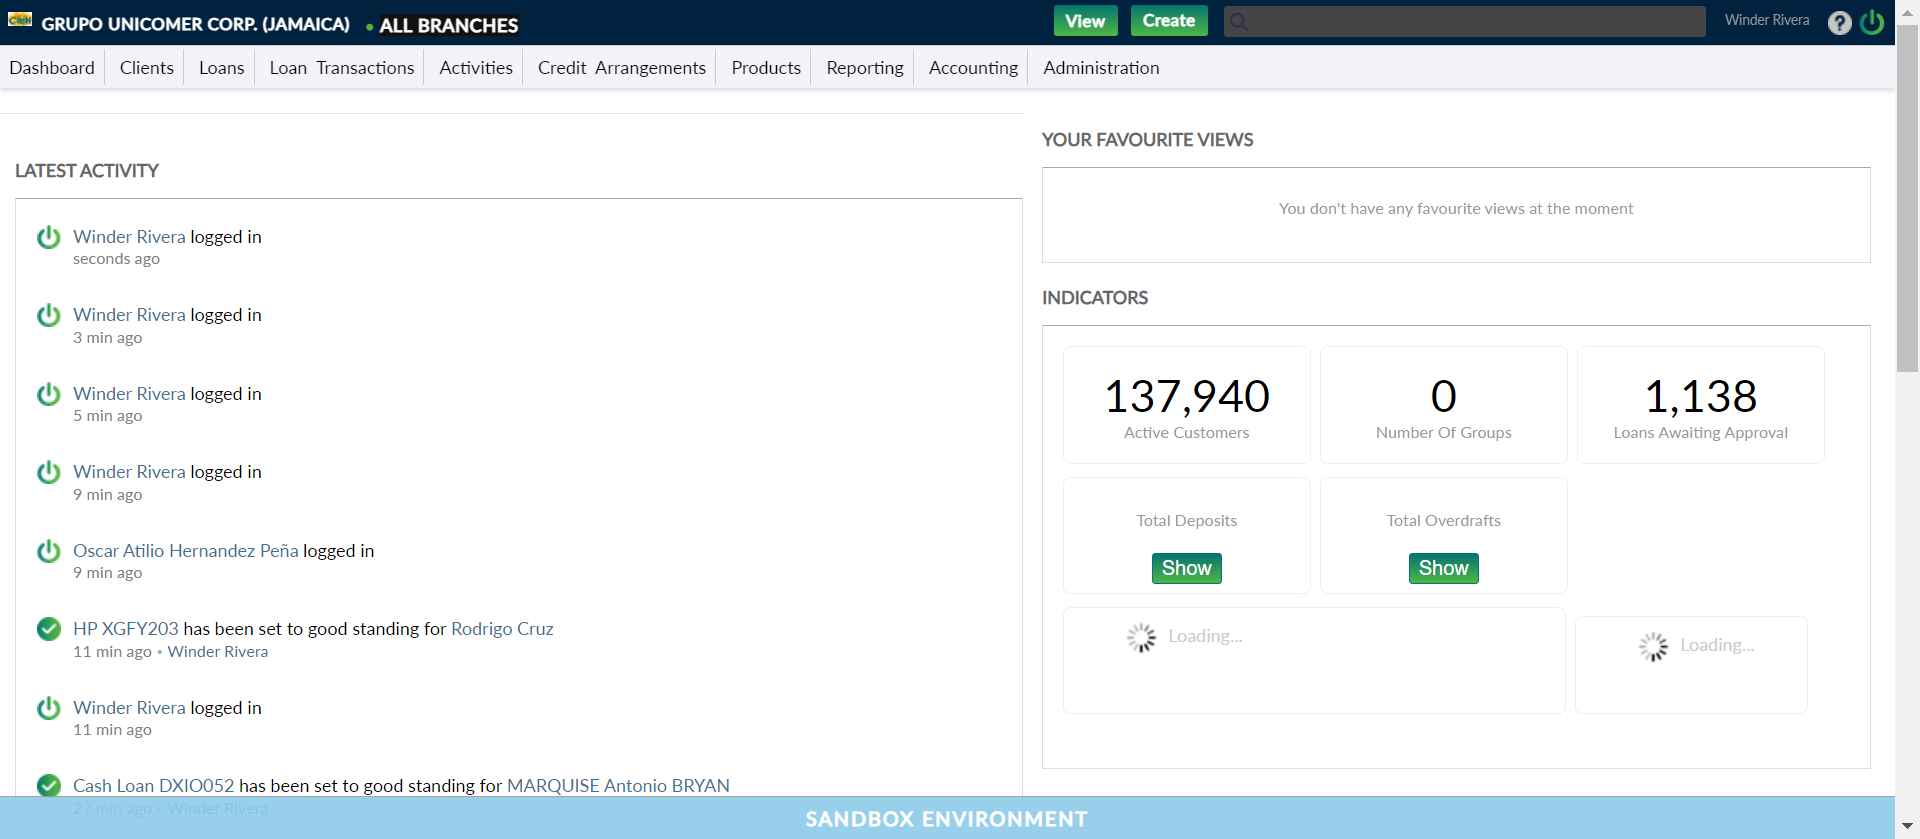 Cash GRUPO UNICOMER CORP. (JAMAICA) • ALL BRANCHES View Create Winder Rivera ?
Dashboard Clients Loans Loan Transactions Activities Credit Arrangements Products Reporting Accounting Administration
LATEST ACTIVITY
Winder Rivera logged in
seconds ago
Winder Rivera logged in
3 min ago
Winder Rivera logged in
5 min ago
Winder Rivera logged in
9 min ago
Oscar Atilio Hernandez Peña logged in
9 min ago
HP XGFY203 has been set to good standing for Rodrigo Cruz
11 min ago • Winder Rivera
Winder Rivera logged in
11 min ago
Cash Loan DXIO052 has been set to good standing for MARQUISE Antonio BRYAN
27 min ago • Winder Rivera
YOUR FAVOURITE VIEWS
You don't have any favourite views at the moment
INDICATORS
137,940
Active Customers
0
Number Of Groups
1,138
Loans Awaiting Approval
Total Deposits
Show
Total Overdrafts
Show
Loading...
Loading...
SANDBOX ENVIRONMENT